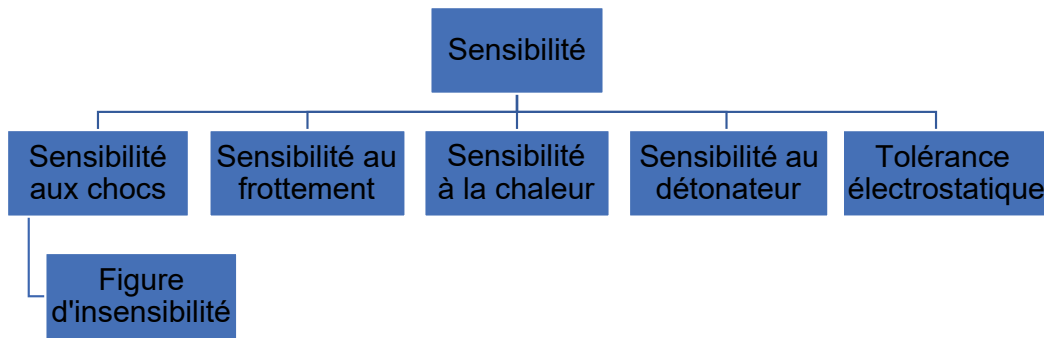 Sensibilité
Sensibilité
aux chocs
Sensibilité au
frottement
Sensibilité
à la chaleur
Sensibilité au
détonateur
Tolérance
électrostatique
Figure
d'insensibilité